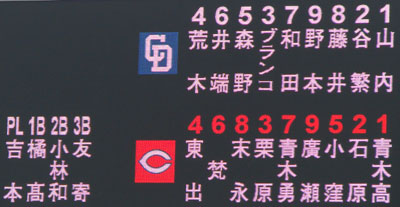 4 6 5 3 7 9 8 2 1
CD
荒木
井端
森野
ブランコ
和田
野本
藤井
谷繁
山内
PL 1B 2B 3B
吉本
橘髙
小林和
友寄
4 6 8 3 7 9 5 2 1
C
東出
梵
末永
栗原
青木勇
廣瀬
小窪
石原
青木高